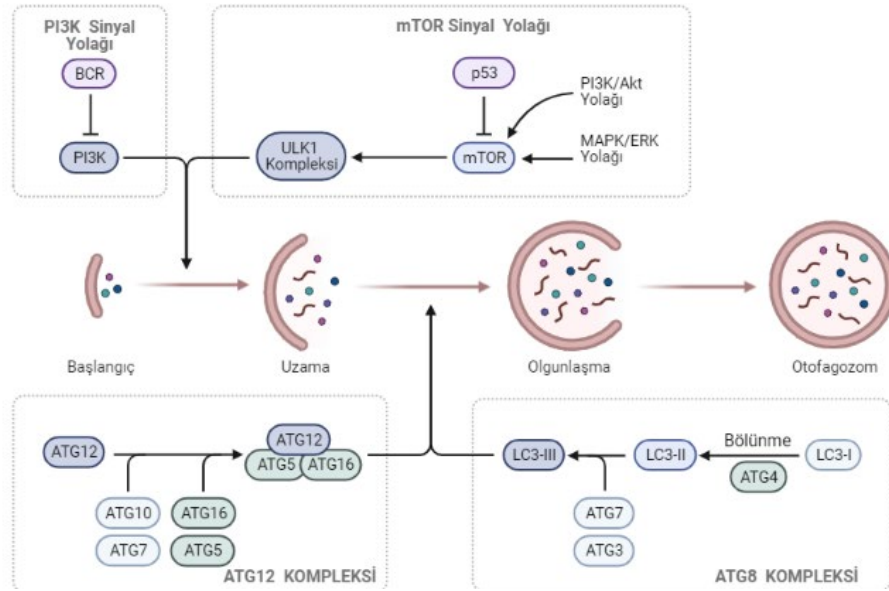 PI3K Sinyal
Yolağı
BCR
PI3K
mTOR Sinyal Yolağı
p53
PI3K/Akt
Yolağı
ULK1
Kompleksi
mTOR
MAPK/ERK
Yolağı
Başlangıç
Uzama
Olgunlaşma
Otofagozom
ATG12
ATG12
ATG5
ATG16
ATG10
ATG16
ATG7
ATG5
ATG12 KOMPLEKSİ
LC3-III
LC3-II
Bölünme
LC3-I
ATG4
ATG7
ATG3
ATG8 KOMPLEKSİ